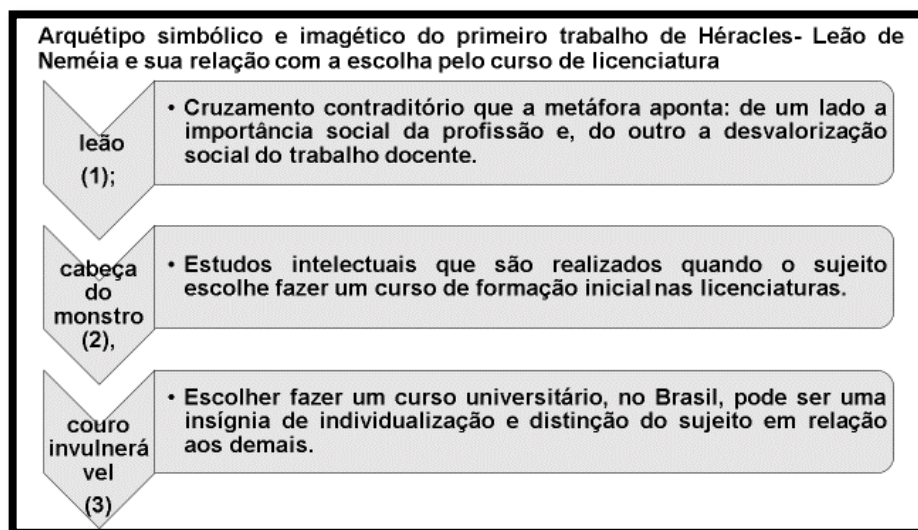 Arquétipo simbólico e imagético do primeiro trabalho de Héracles- Leão de
Neméia e sua relação com a escolha pelo curso de licenciatura
leão
(1);
• Cruzamento contraditório que a metáfora aponta: de um lado a
importância social da profissão e, do outro a desvalorização
social do trabalho docente.
cabeça
do
monstro
(2),
• Estudos intelectuais que são realizados quando o sujeito
escolhe fazer um curso de formação inicial nas licenciaturas.
couro
invulnerá
vel
(3)
• Escolher fazer um curso universitário, no Brasil, pode ser uma
insígnia de individualização e distinção do sujeito em relação
aos demais.